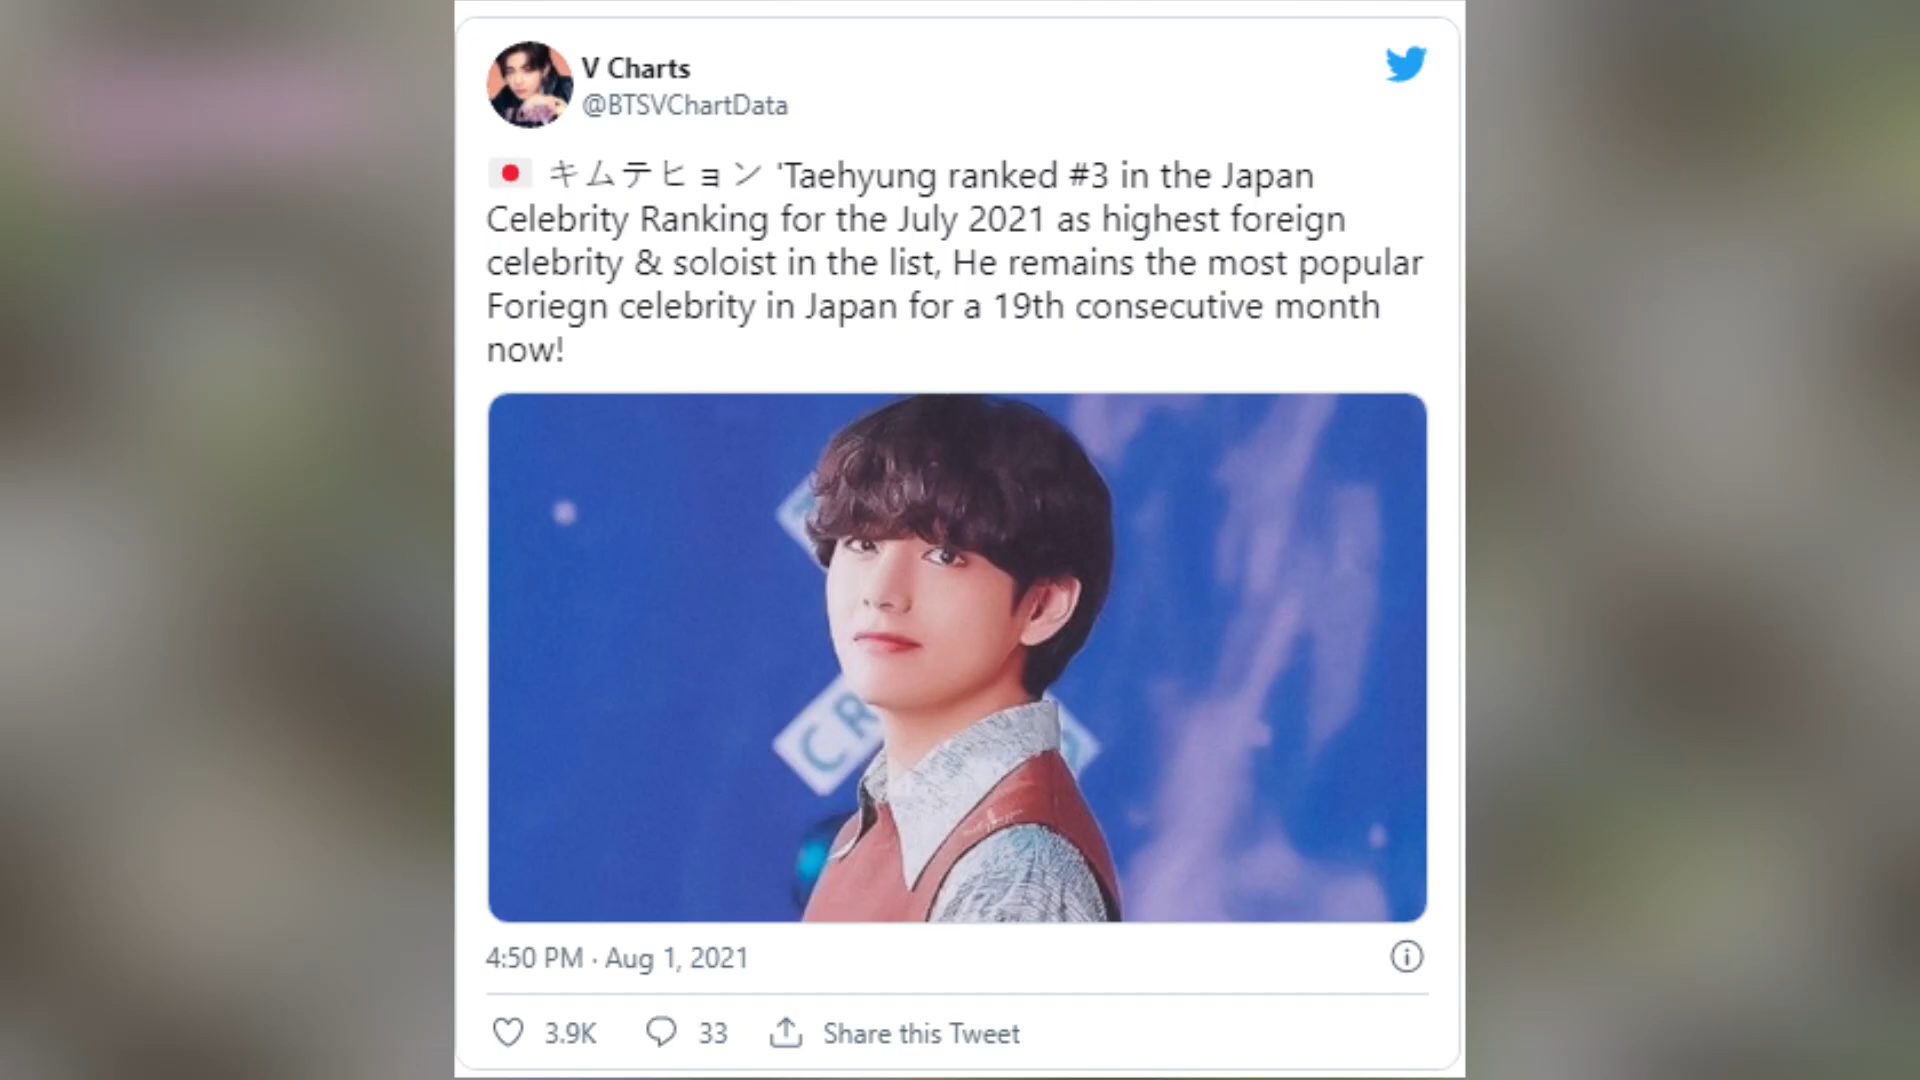 V Charts
@BTSVChartData
🇯🇵 キムテヒョン 'Taehyung ranked #3 in the Japan
Celebrity Ranking for the July 2021 as highest foreign
celebrity & soloist in the list, He remains the most popular
Foriegn celebrity in Japan for a 19th consecutive month
now!
CR
4:50 PM · Aug 1, 2021
3.9K 33 Share this Tweet